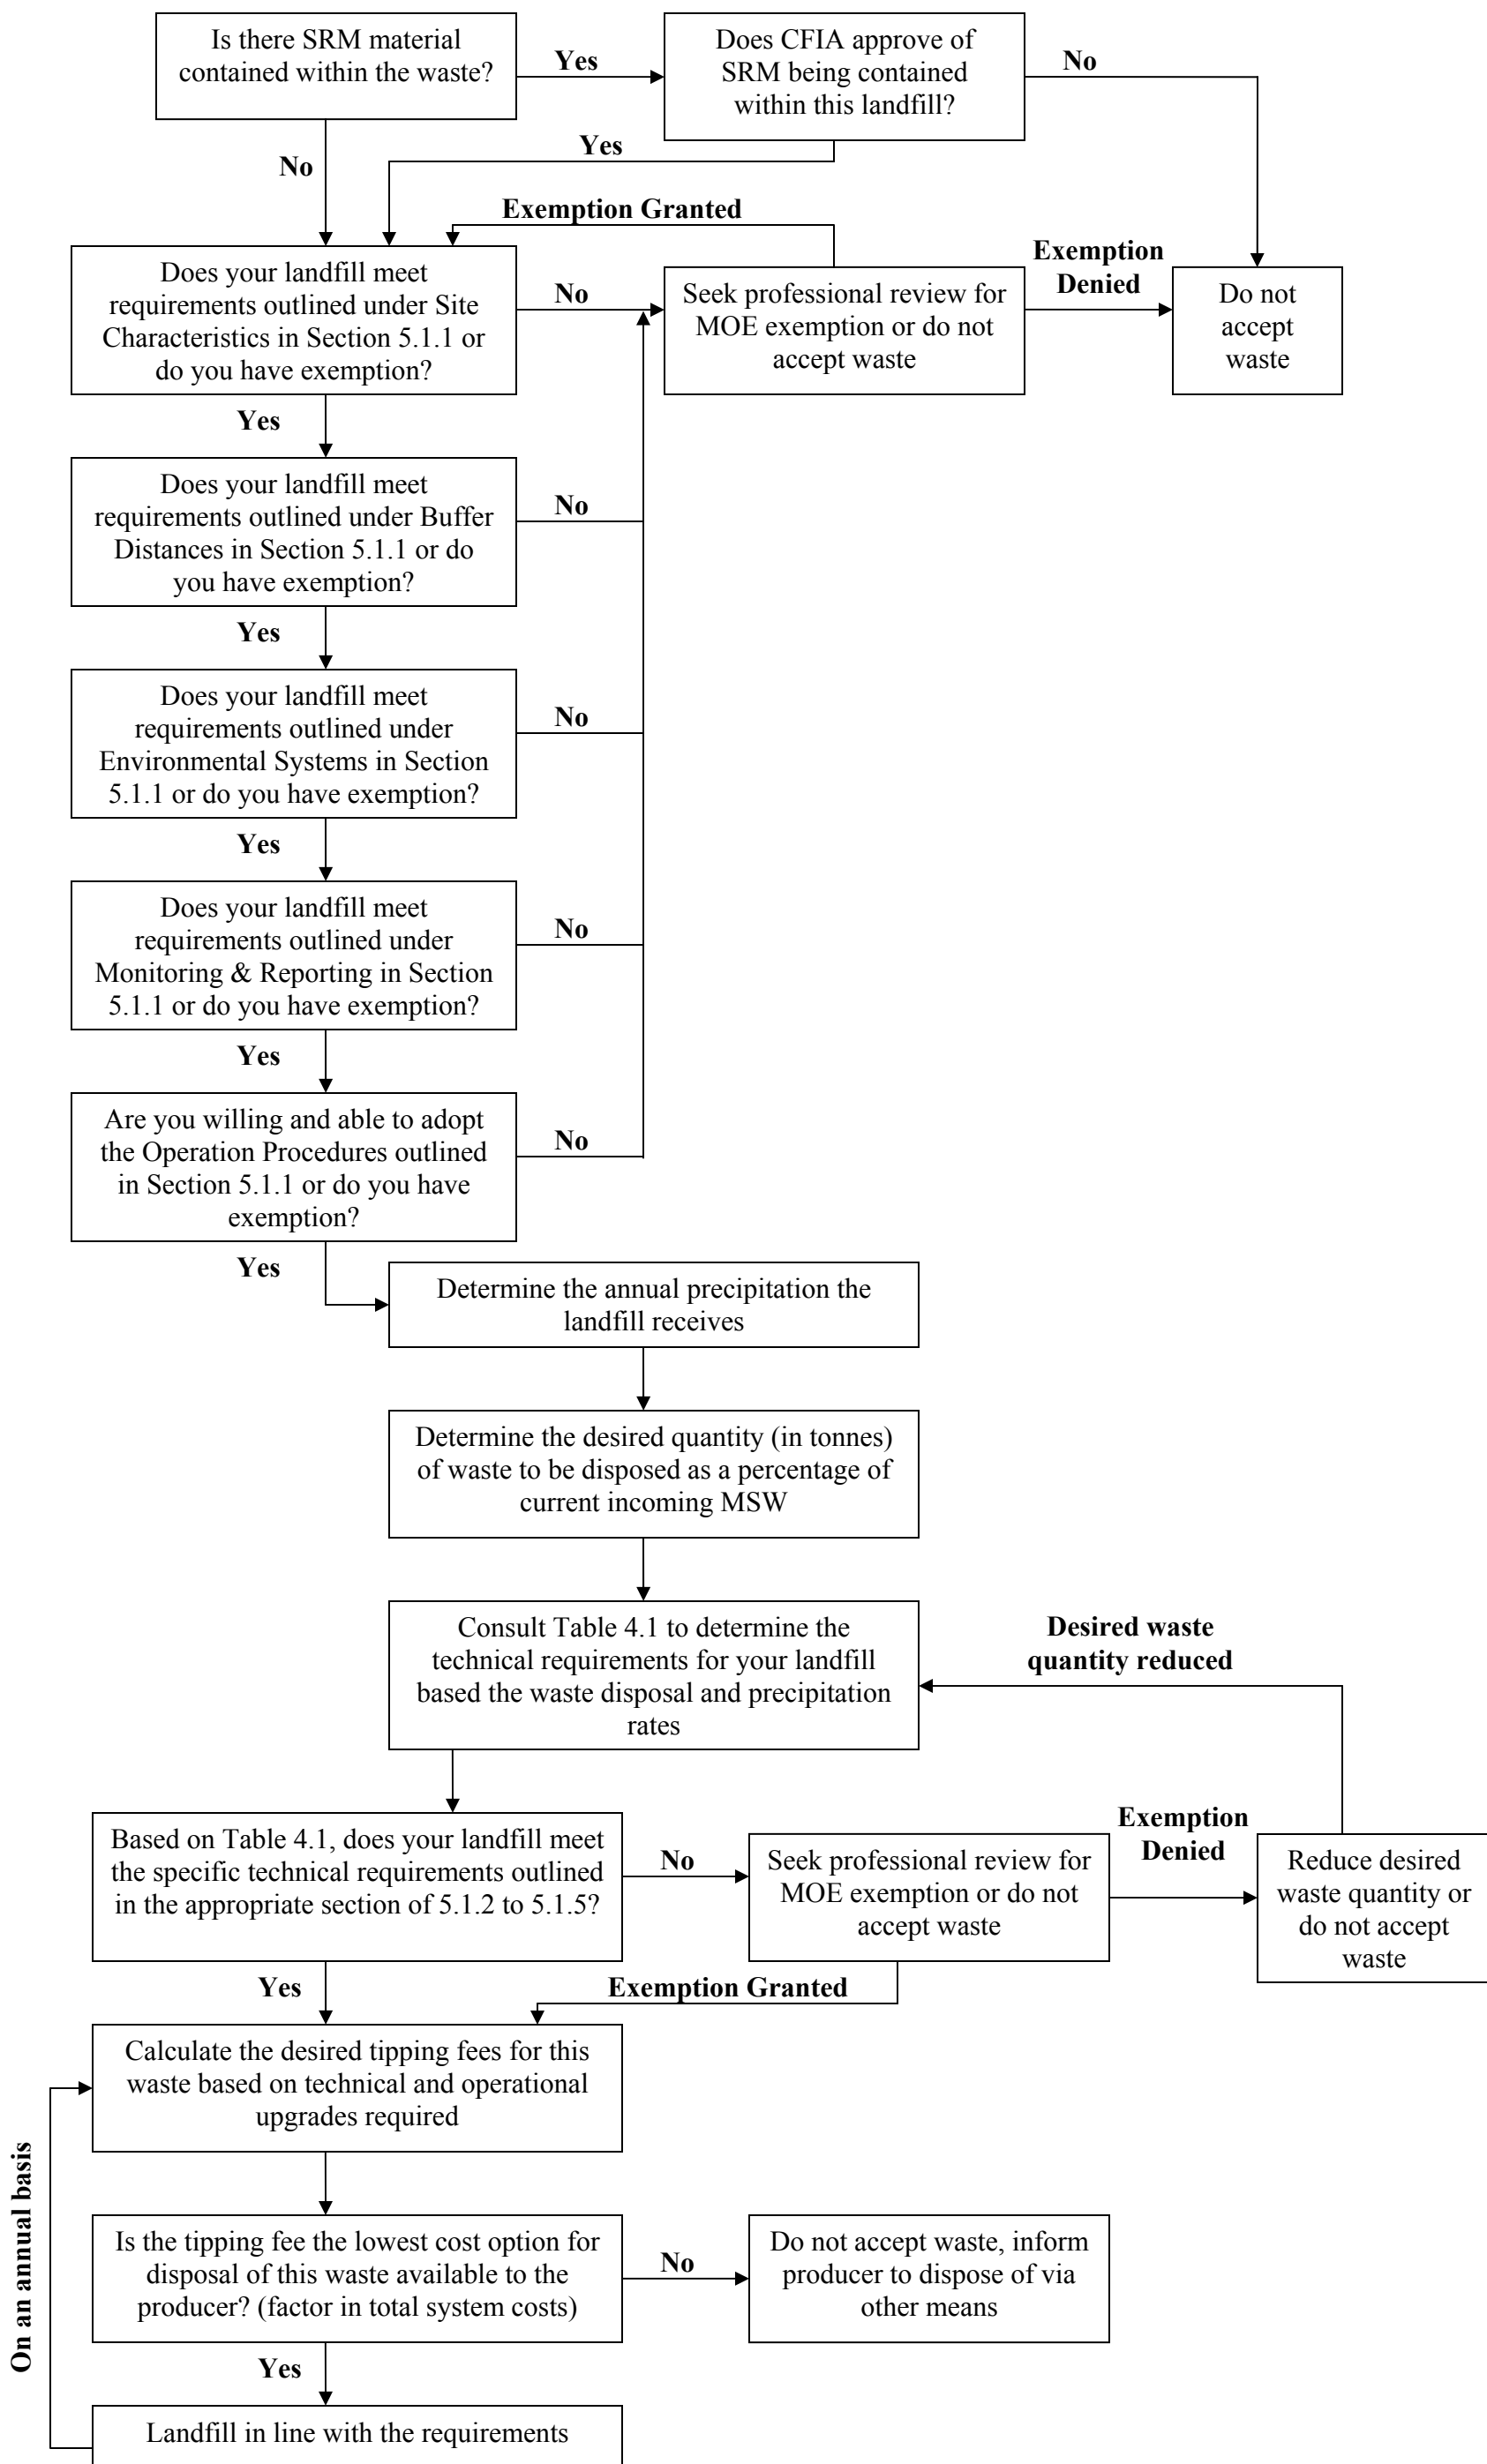 Is there SRM material
contained within the waste?
Yes
Does CFIA approve of
SRM being contained
within this landfill?
No
Yes
No
Exemption Granted
Does your landfill meet
requirements outlined under Site
Characteristics in Section 5.1.1 or
do you have exemption?
No
Seek professional review for
MOE exemption or do not
accept waste
Exemption
Denied
Do not
accept
waste
Yes
Does your landfill meet
requirements outlined under Buffer
Distances in Section 5.1.1 or do
you have exemption?
No
Yes
Does your landfill meet
requirements outlined under
Environmental Systems in Section
5.1.1 or do you have exemption?
No
Yes
Does your landfill meet
requirements outlined under
Monitoring & Reporting in Section
5.1.1 or do you have exemption?
No
Yes
Are you willing and able to adopt
the Operation Procedures outlined
in Section 5.1.1 or do you have
exemption?
No
Yes
Determine the annual precipitation the
landfill receives
Determine the desired quantity (in tonnes)
of waste to be disposed as a percentage of
current incoming MSW
Consult Table 4.1 to determine the
technical requirements for your landfill
based the waste disposal and precipitation
rates
Desired waste
quantity reduced
Based on Table 4.1, does your landfill meet
the specific technical requirements outlined
in the appropriate section of 5.1.2 to 5.1.5?
No
Seek professional review for
MOE exemption or do not
accept waste
Exemption
Denied
Reduce desired
waste quantity or
do not accept
waste
Yes
Exemption Granted
Calculate the desired tipping fees for this
waste based on technical and operational
upgrades required
On an annual basis
Is the tipping fee the lowest cost option for
disposal of this waste available to the
producer? (factor in total system costs)
No
Do not accept waste, inform
producer to dispose of via
other means
Yes
Landfill in line with the requirements